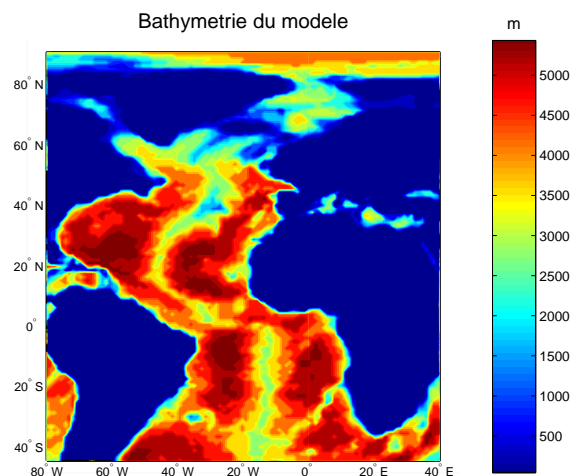 Bathymetrie du modele
m
80° N
60° N
40° N
20° N
0°
20° S
40° S
80° W
60° W
40° W
20° W
0°
20° E
40° E
5000
4500
4000
3500
3000
2500
2000
1500
1000
500